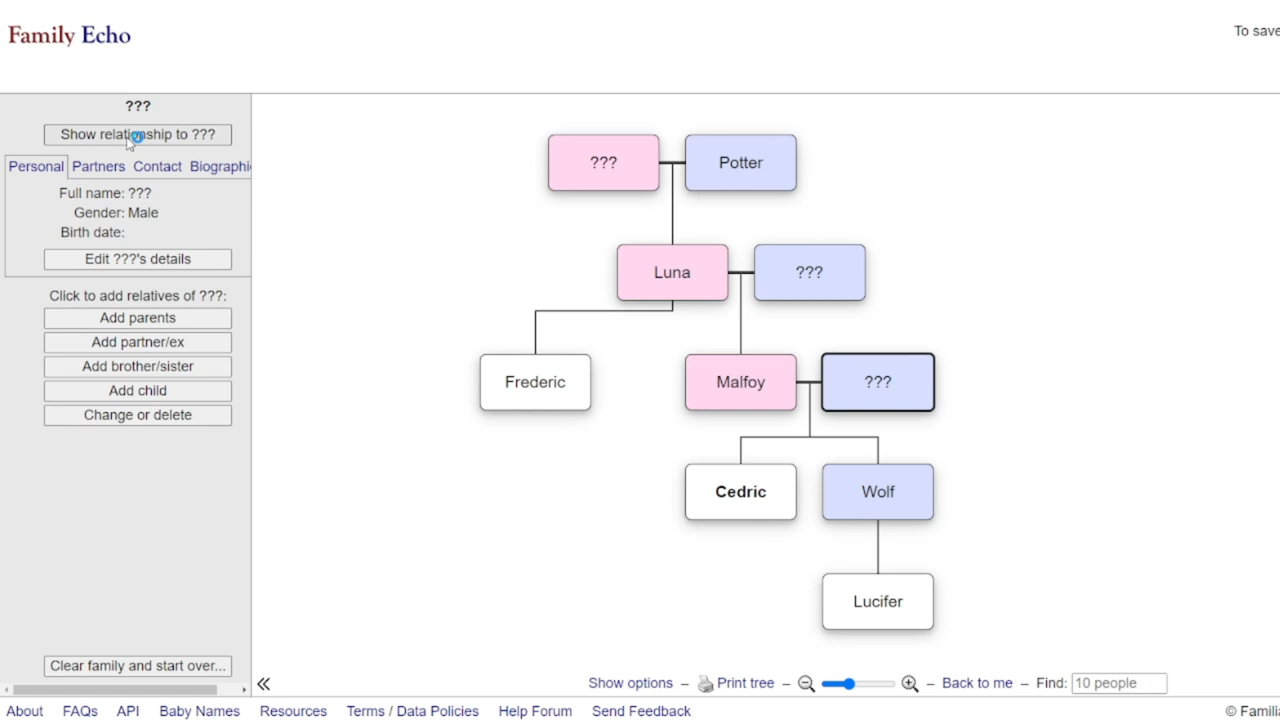 Family Echo
To save
???
Show relationship to ???
Personal Partners Contact Biographi
Full name: ???
Gender: Male
Birth date:
Edit ???'s details
Click to add relatives of ???:
Add parents
Add partner/ex
Add brother/sister
Add child
Change or delete
Clear family and start over...
??? Potter
Luna ???
Frederic Malfoy ???
Cedric Wolf
Lucifer
Show options – Print tree – – Back to me – Find: 10 people
About FAQs API Baby Names Resources Terms / Data Policies Help Forum Send Feedback © Famili